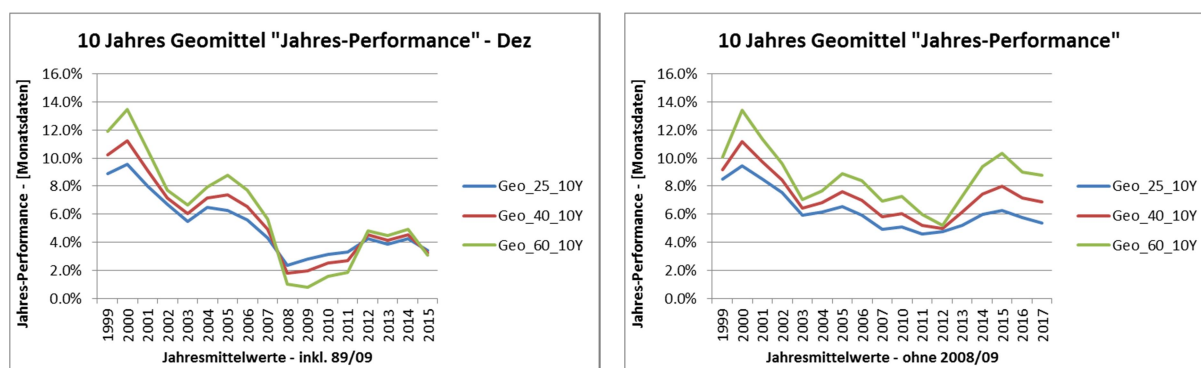 10 Jahres Geomittel "Jahres-Performance" - Dez
Jahres-Performance - [Monatsdaten]
16.0%
14.0%
12.0%
10.0%
8.0%
6.0%
4.0%
2.0%
0.0%
1999 2000 2001 2002 2003 2004 2005 2006 2007 2008 2009 2010 2011 2012 2013 2014 2015
Jahresmittelwerte - inkl. 89/09
Geo_25_10Y
Geo_40_10Y
Geo_60_10Y
10 Jahres Geomittel "Jahres-Performance"
Jahres-Performance - [Monatsdaten]
16.0%
14.0%
12.0%
10.0%
8.0%
6.0%
4.0%
2.0%
0.0%
1999 2000 2001 2002 2003 2004 2005 2006 2007 2010 2011 2012 2013 2014 2015 2016 2017
Jahresmittelwerte - ohne 2008/09
Geo_25_10Y
Geo_40_10Y
Geo_60_10Y